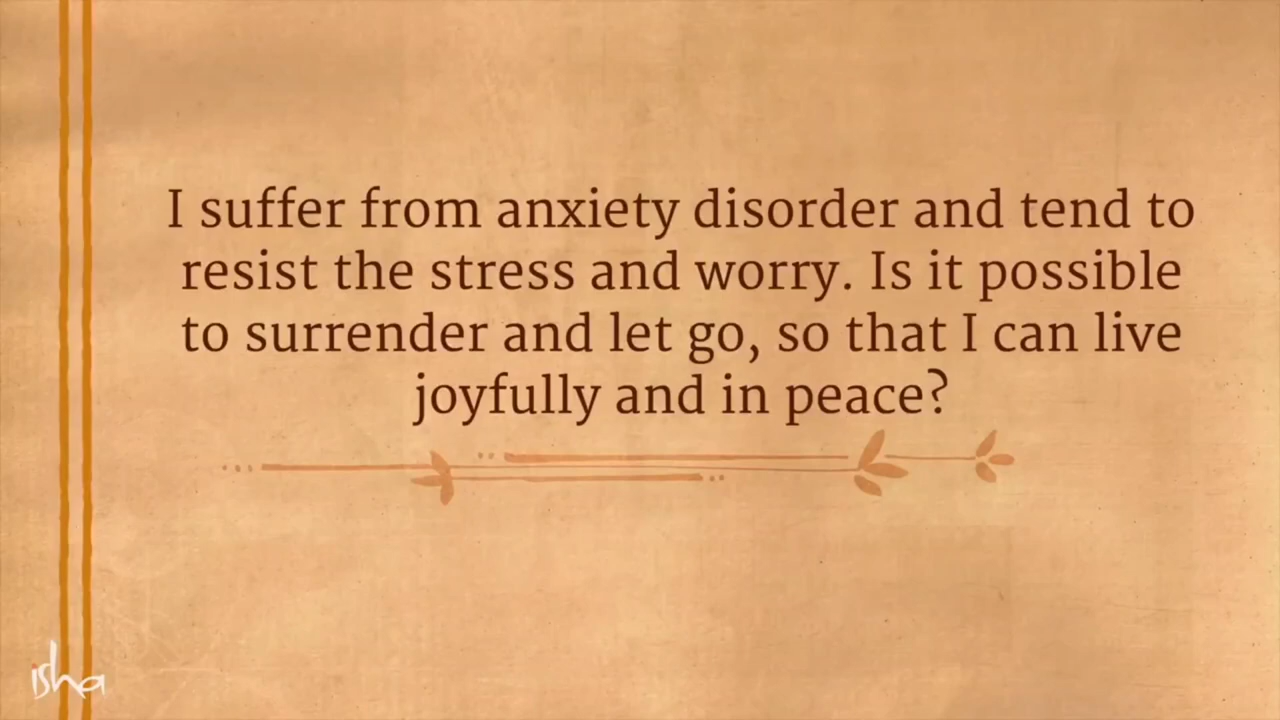 I suffer from anxiety disorder and tend to
resist the stress and worry. Is it possible
to surrender and let go, so that I can live
joyfully and in peace?
isha